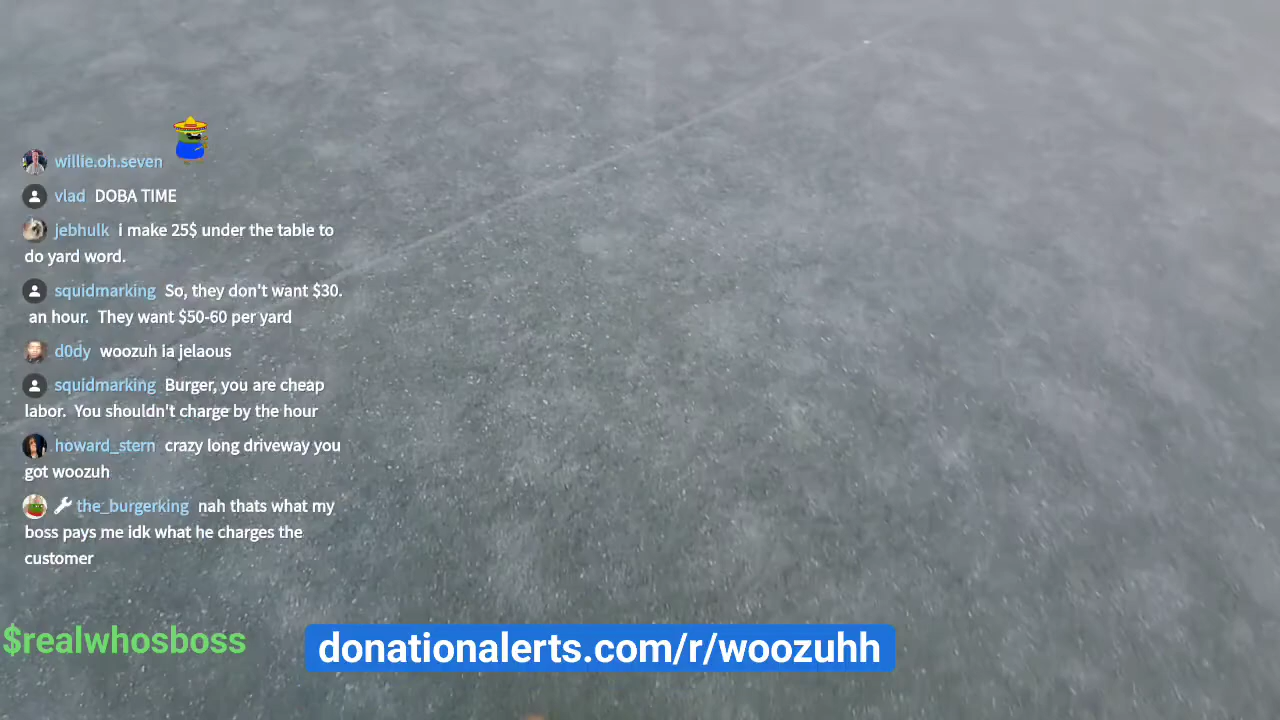 willie.oh.seven
vlad DOBA TIME
jebhulk i make 25$ under the table to
do yard word.
squidmarking So, they don't want $30.
an hour. They want $50-60 per yard
d0dy woozuh ia jelaous
squidmarking Burger, you are cheap
labor. You shouldn't charge by the hour
howard_stern crazy long driveway you
got woozuh
the_burgerking nah thats what my
boss pays me idk what he charges the
customer
$realwhosboss
donationalerts.com/r/woozuhh